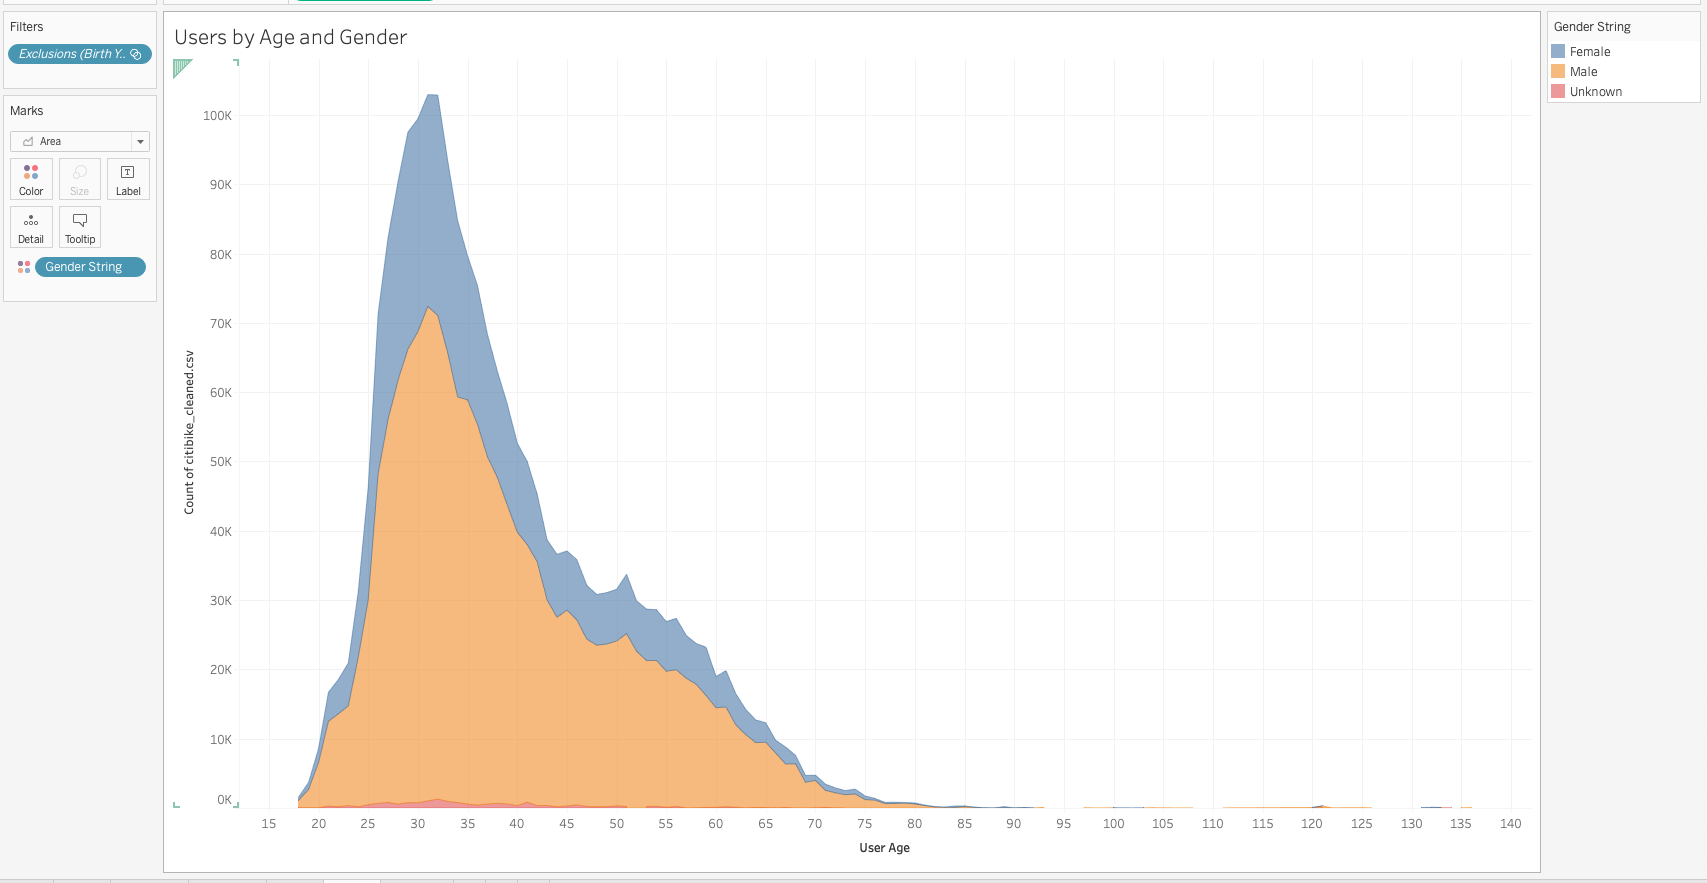 Filters
Exclusions (Birth Y..
Marks
Area
Color
Size
Label
Detail
Tooltip
Gender String
Users by Age and Gender
Count of citibike_cleaned.csv
100K
90K
80K
70K
60K
50K
40K
30K
20K
10K
0K
15 20 25 30 35 40 45 50 55 60 65 70 75 80 85 90 95 100 105 110 115 120 125 130 135 140
User Age
Gender String
Female
Male
Unknown